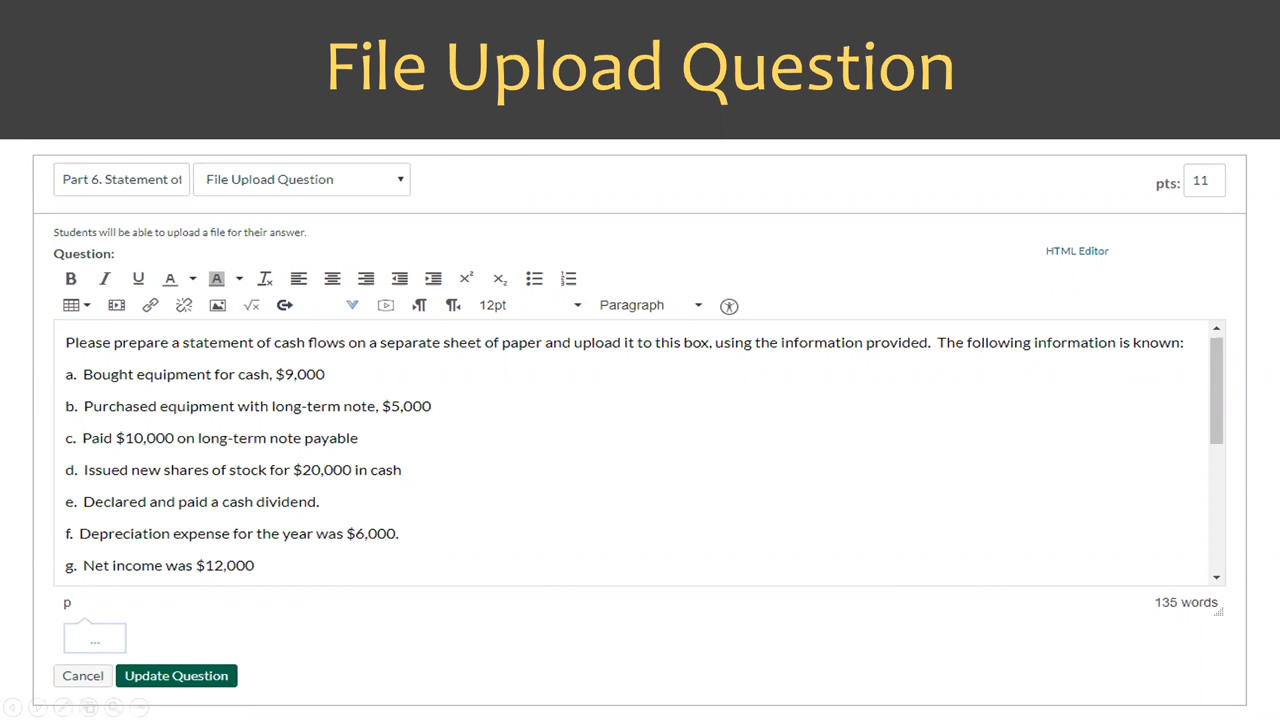 File Upload Question
Part 6. Statement of File Upload Question pts: 11
Students will be able to upload a file for their answer.
Question: HTML Editor
12pt Paragraph
Please prepare a statement of cash flows on a separate sheet of paper and upload it to this box, using the information provided. The following information is known:
a. Bought equipment for cash, $9,000
b. Purchased equipment with long-term note, $5,000
c. Paid $10,000 on long-term note payable
d. Issued new shares of stock for $20,000 in cash
e. Declared and paid a cash dividend.
f. Depreciation expense for the year was $6,000.
g. Net income was $12,000
p 135 words
...
Cancel Update Question